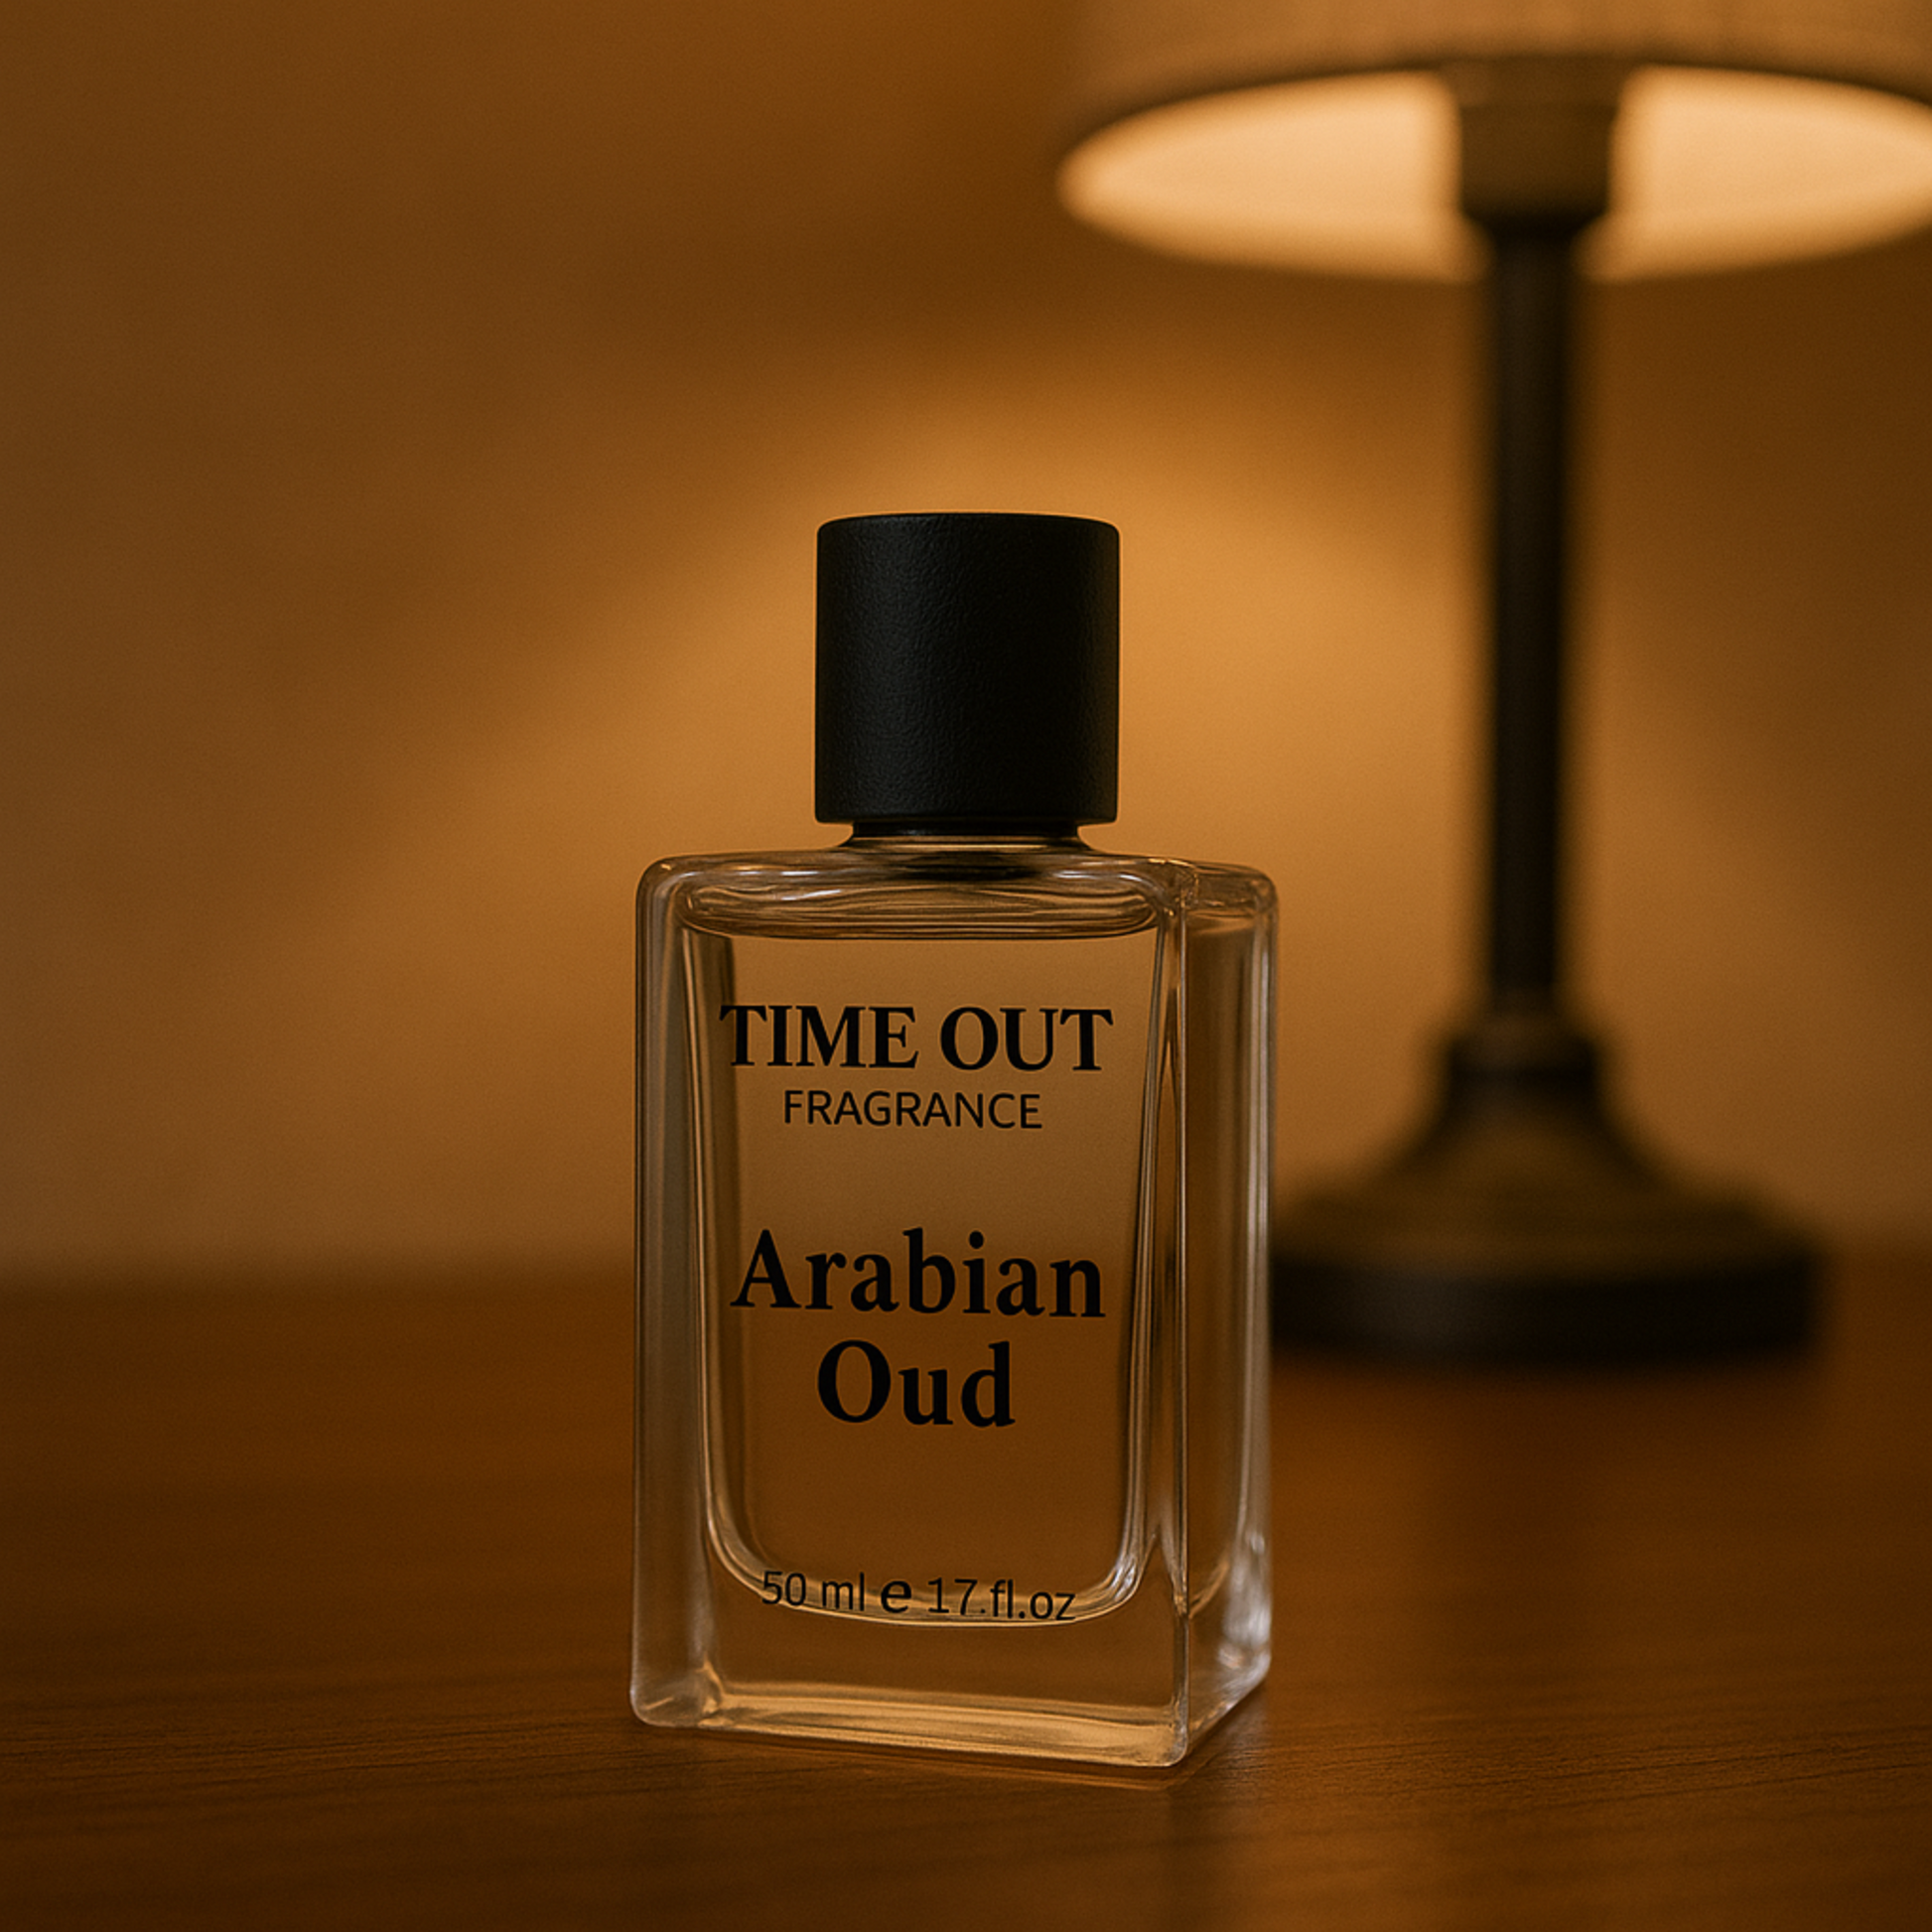 TIME OUT
FRAGRANCE
Arabian
Oud
50 ml e 17.fl.oz